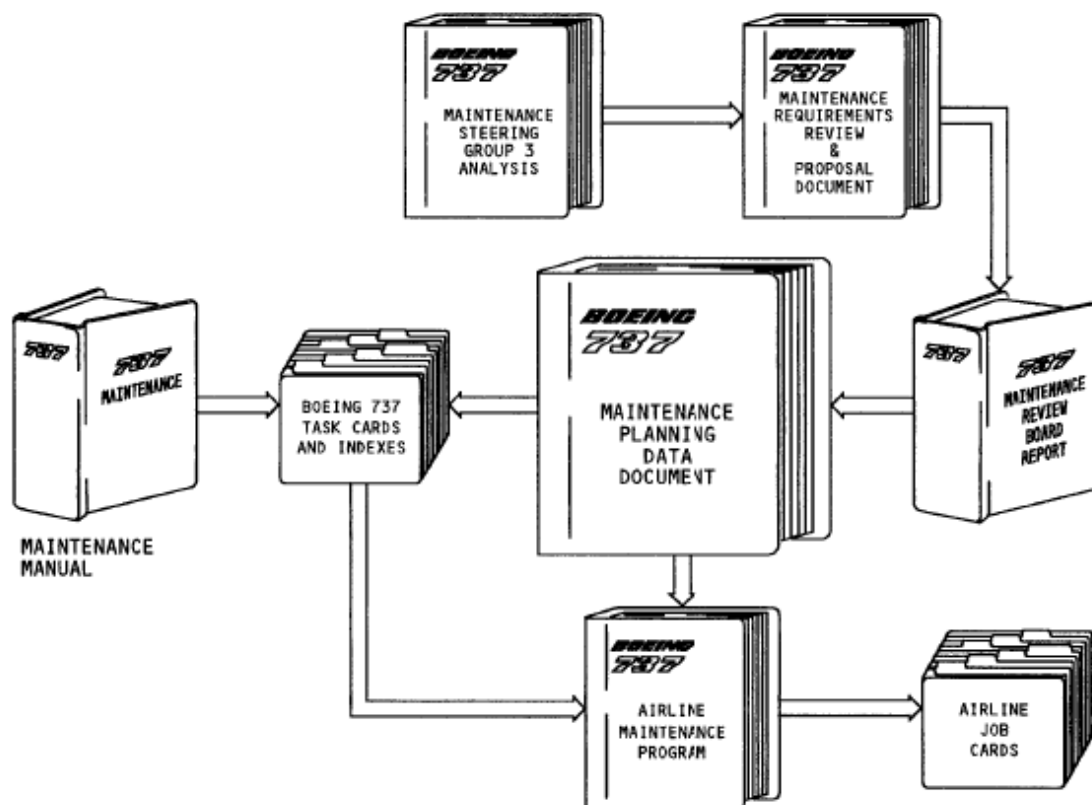 BOEING
737
MAINTENANCE
STEERING
GROUP 3
ANALYSIS
BOEING
737
MAINTENANCE
REQUIREMENTS
REVIEW
&
PROPOSAL
DOCUMENT
737
737
MAINTENANCE
MAINTENANCE
MANUAL
BOEING 737
TASK CARDS
AND INDEXES
BOEING
737
MAINTENANCE
PLANNING
DATA
DOCUMENT
737
737
MAINTENANCE
REVIEW
BOARD
REPORT
BOEING
737
AIRLINE
MAINTENANCE
PROGRAM
AIRLINE
JOB
CARDS